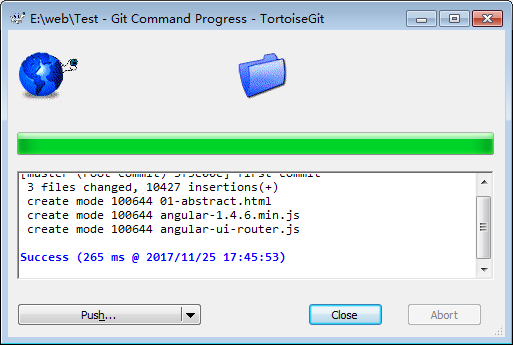 E:\web\Test - Git Command Progress - TortoiseGit
[master (root-commit) 5f5e00e] first commit
3 files changed, 10427 insertions(+)
create mode 100644 01-abstract.html
create mode 100644 angular-1.4.6.min.js
create mode 100644 angular-ui-router.js
Success (265 ms @ 2017/11/25 17:45:53)
Push... Close Abort